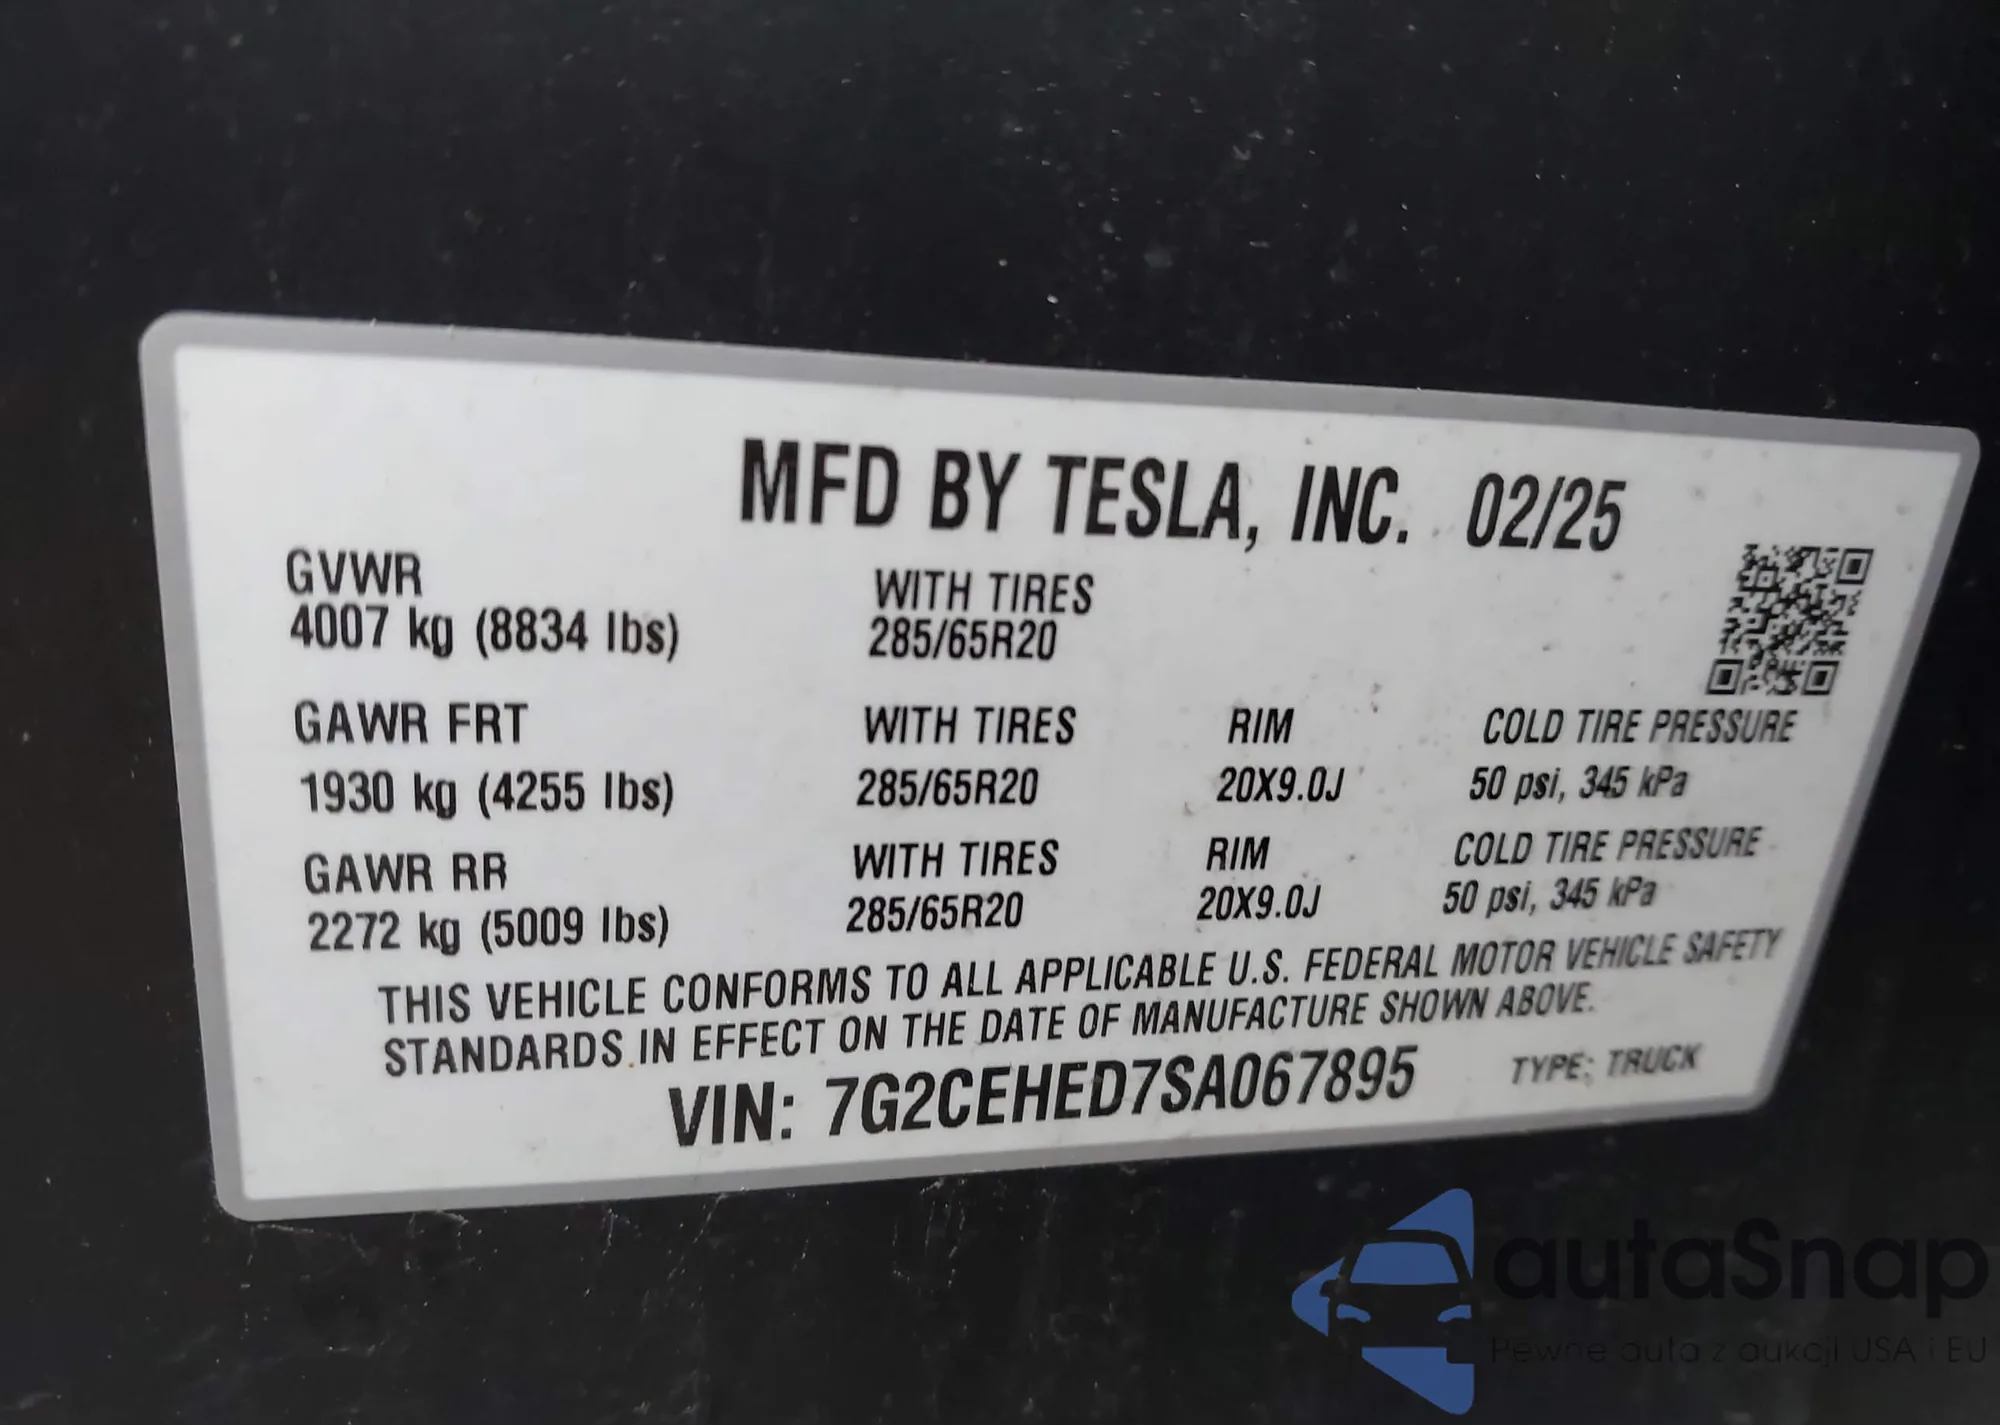 MFD BY TESLA, INC. 02/25
GVWR
4007 kg (8834 lbs)
WITH TIRES
285/65R20
GAWR FRT
1930 kg (4255 lbs)
WITH TIRES
285/65R20
RIM
20X9.0J
COLD TIRE PRESSURE
50 psi, 345 kPa
GAWR RR
2272 kg (5009 lbs)
WITH TIRES
285/65R20
RIM
20X9.0J
COLD TIRE PRESSURE
50 psi, 345 kPa
THIS VEHICLE CONFORMS TO ALL APPLICABLE U.S. FEDERAL MOTOR VEHICLE SAFETY
STANDARDS IN EFFECT ON THE DATE OF MANUFACTURE SHOWN ABOVE.
VIN: 7G2CEHED7SA067895
TYPE: TRUCK
autaSnap
Pewne auta z aukcji USA i EU